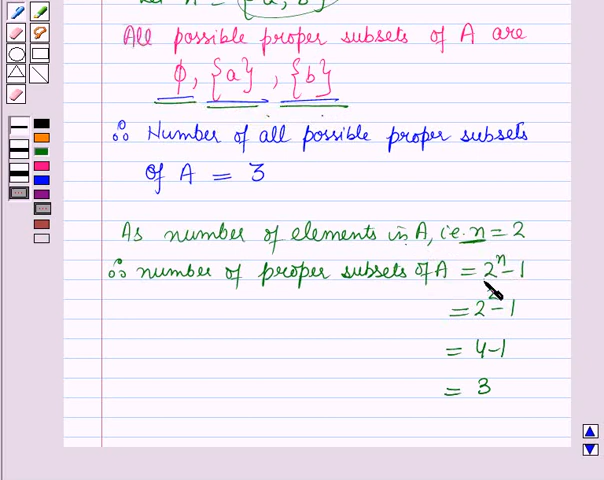 Let A = {a, b}
All possible proper subsets of A are
ϕ, {a}, {b}
∴ Number of all possible proper subsets
of A = 3
As number of elements in A, i.e. n = 2
∴ number of proper subsets of A = 2ⁿ-1
= 2²-1
= 4-1
= 3